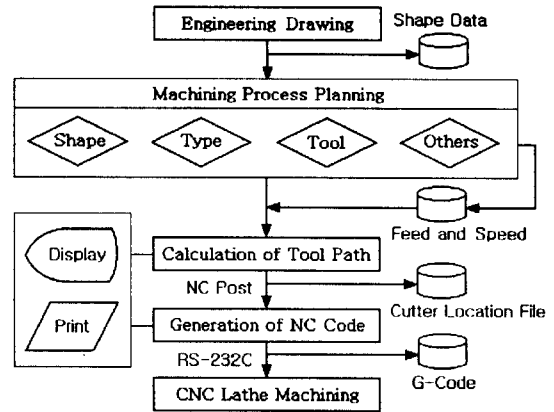 Engineering Drawing
Shape Data
Machining Process Planning
Shape
Type
Tool
Others
Feed and Speed
Display
Calculation of Tool Path
NC Post
Cutter Location File
Print
Generation of NC Code
RS-232C
G-Code
CNC Lathe Machining